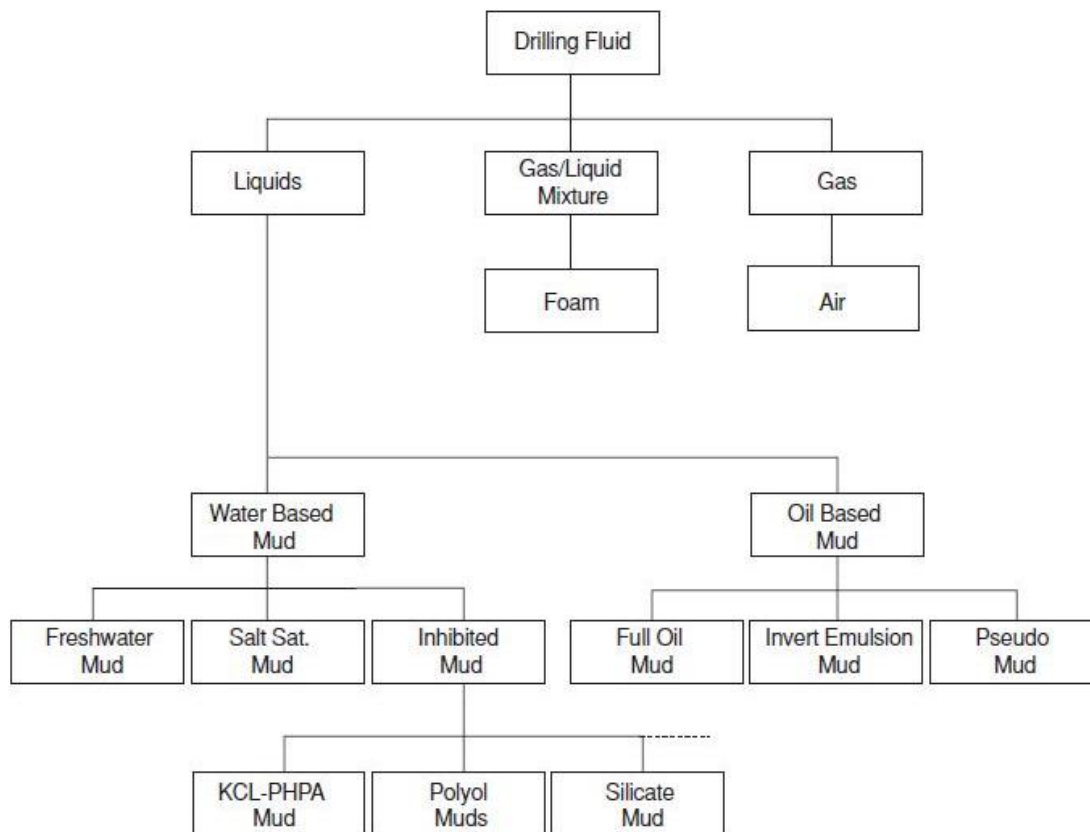 Drilling Fluid
Liquids
Gas/Liquid
Mixture
Gas
Foam
Air
Water Based
Mud
Oil Based
Mud
Freshwater
Mud
Salt Sat.
Mud
Inhibited
Mud
Full Oil
Mud
Invert Emulsion
Mud
Pseudo
Mud
KCL-PHPA
Mud
Polyol
Muds
Silicate
Mud